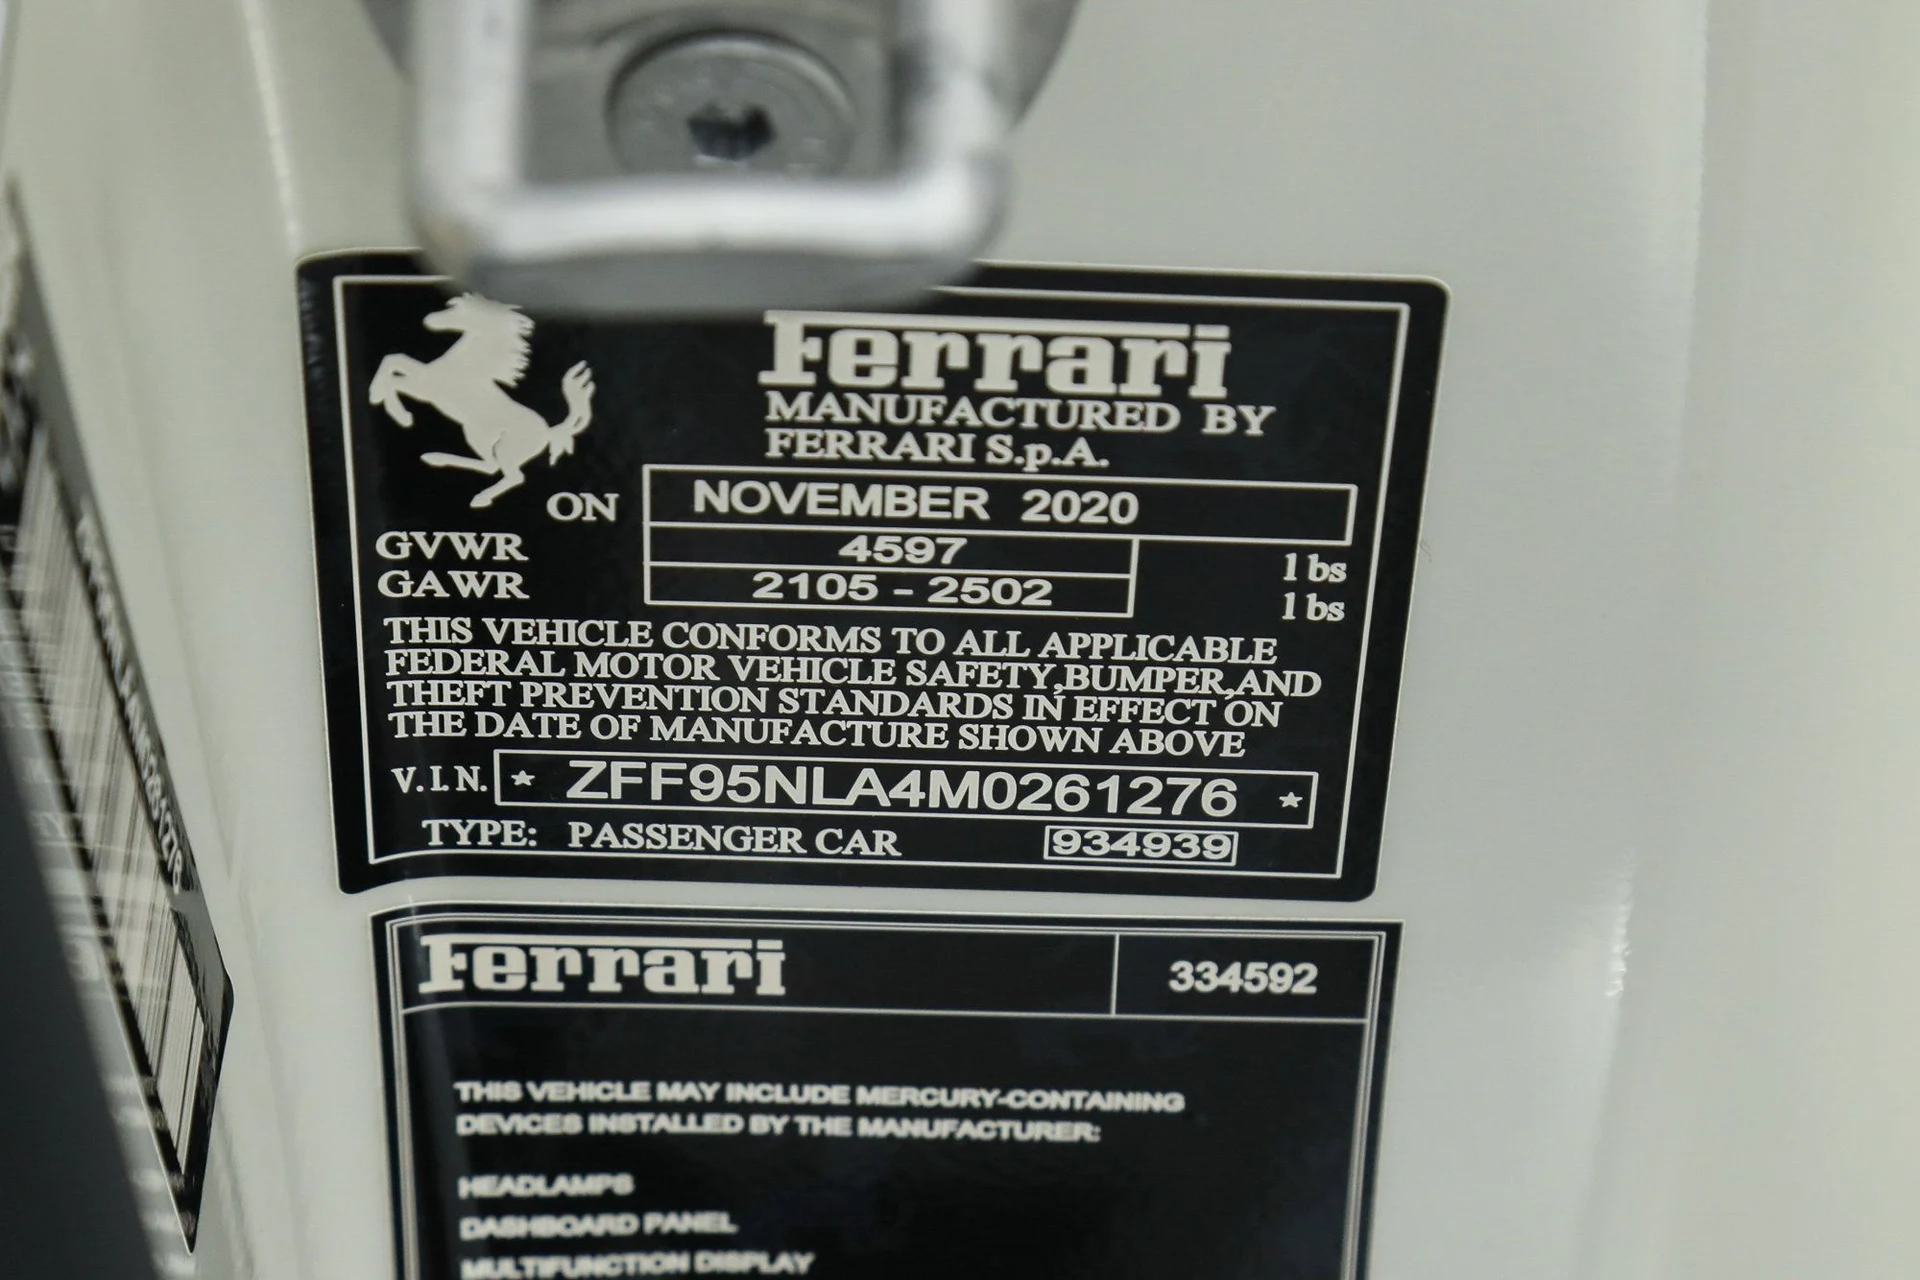 Ferrari
MANUFACTURED BY
FERRARI S.p.A.
ON NOVEMBER 2020
GVWR 4597 lbs
GAWR 2105 - 2502 lbs
THIS VEHICLE CONFORMS TO ALL APPLICABLE
FEDERAL MOTOR VEHICLE SAFETY,BUMPER,AND
THEFT PREVENTION STANDARDS IN EFFECT ON
THE DATE OF MANUFACTURE SHOWN ABOVE
V.I.N. * ZFF95NLA4M0261276 *
TYPE: PASSENGER CAR 934939
Ferrari 334592
THIS VEHICLE MAY INCLUDE MERCURY-CONTAINING
DEVICES INSTALLED BY THE MANUFACTURER:
HEADLAMPS
DASHBOARD PANEL
MULTIFUNCTION DISPLAY